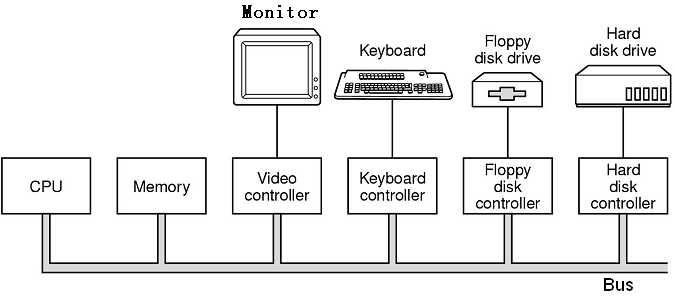 Monitor
Keyboard
Floppy
disk drive
Hard
disk drive
CPU
Memory
Video
controller
Keyboard
controller
Floppy
disk
controller
Hard
disk
controller
Bus